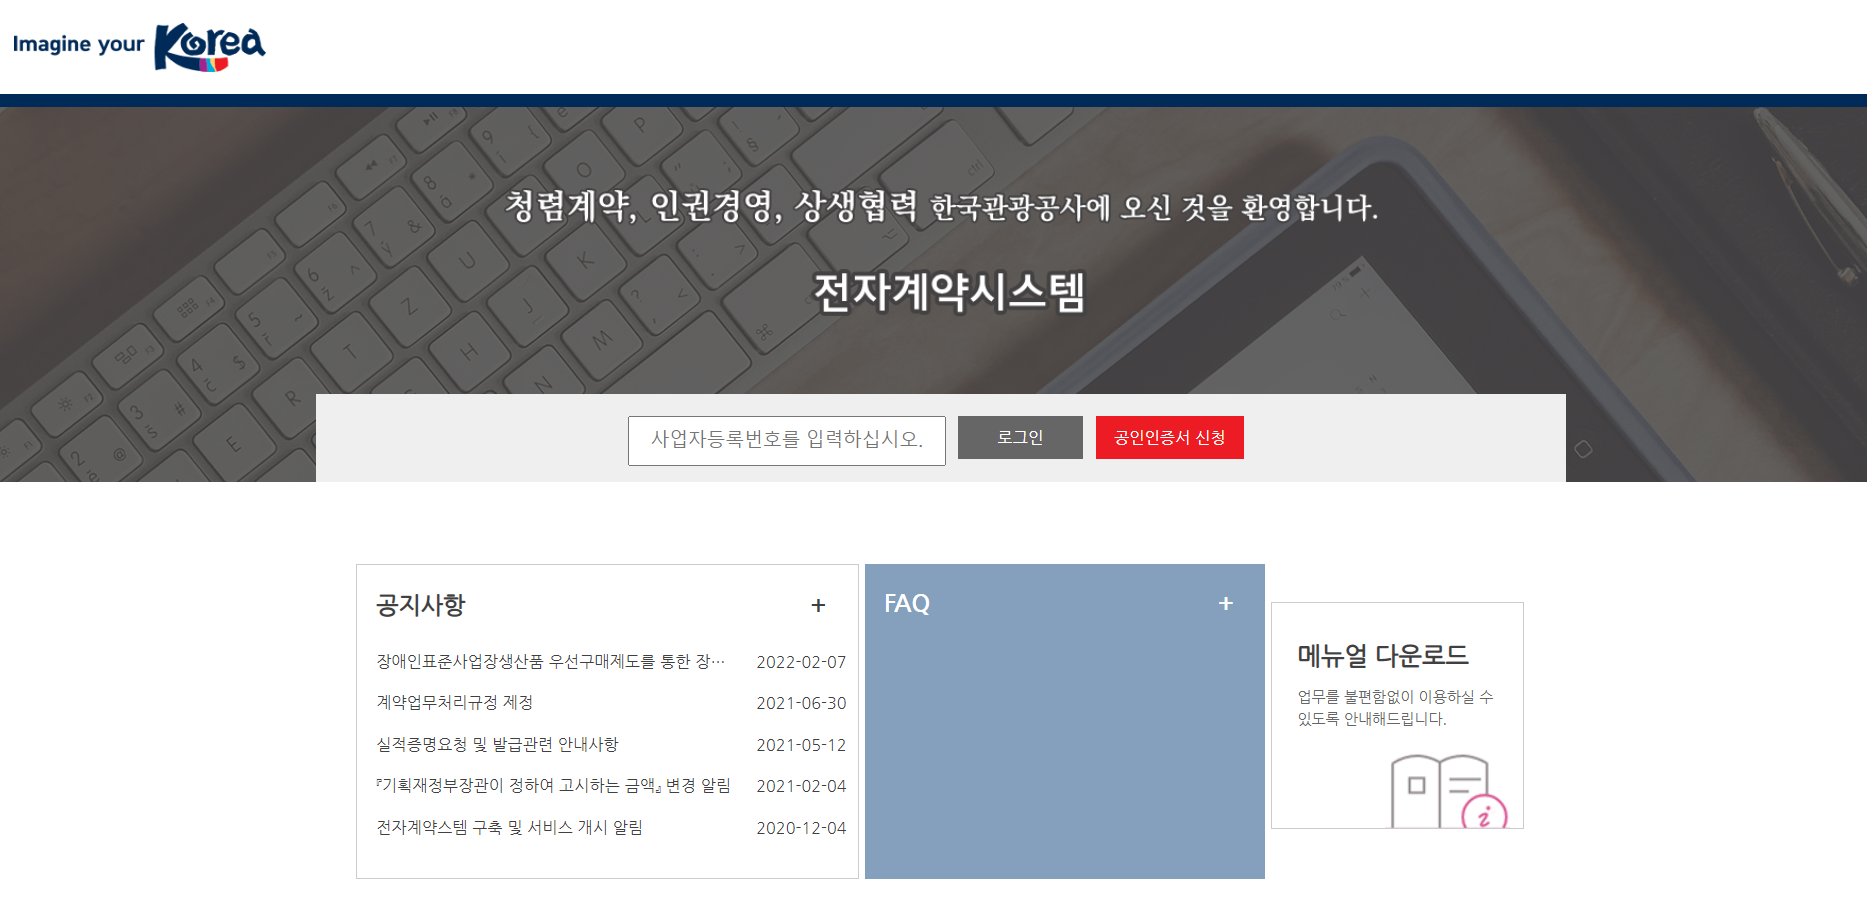 Imagine your Korea
청렴계약, 인권경영, 상생협력 한국관광공사에 오신 것을 환영합니다.
전자계약시스템
사업자등록번호를 입력하십시오.
로그인
공인인증서 신청
공지사항 +
장애인표준사업장생산품 우선구매제도를 통한 장… 2022-02-07
계약업무처리규정 제정 2021-06-30
실적증명요청 및 발급관련 안내사항 2021-05-12
『기획재정부장관이 정하여 고시하는 금액』 변경 알림 2021-02-04
전자계약스템 구축 및 서비스 개시 알림 2020-12-04
FAQ +
메뉴얼 다운로드
업무를 불편함없이 이용하실 수
있도록 안내해드립니다.